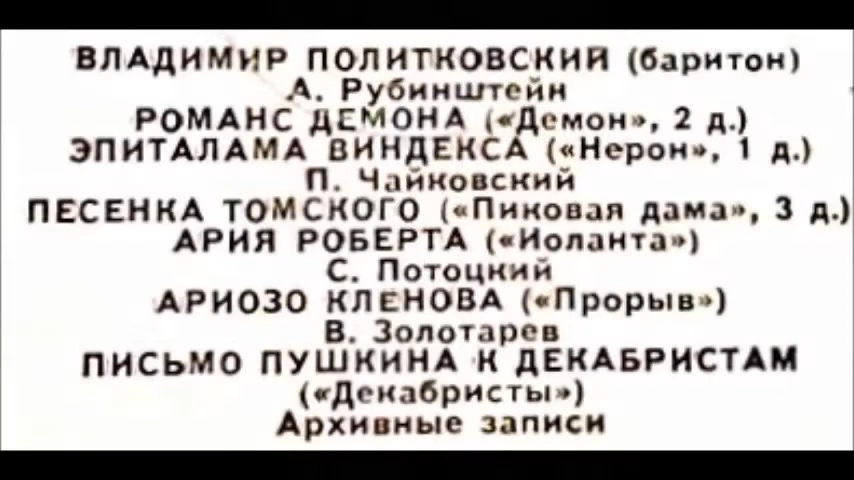 ВЛАДИМИР ПОЛИТКОВСКИЙ (баритон)
А. Рубинштейн
РОМАНС ДЕМОНА («Демон», 2 д.)
ЭПИТАЛАМА ВИНДЕКСА («Нерон», 1 д.)
П. Чайковский
ПЕСЕНКА ТОМСКОГО («Пиковая дама», 3 д.)
АРИЯ РОБЕРТА («Иоланта»)
С. Потоцкий
АРИОЗО КЛЕНОВА («Прорыв»)
В. Золотарев
ПИСЬМО ПУШКИНА К ДЕКАБРИСТАМ
(«Декабристы»)
Архивные записи